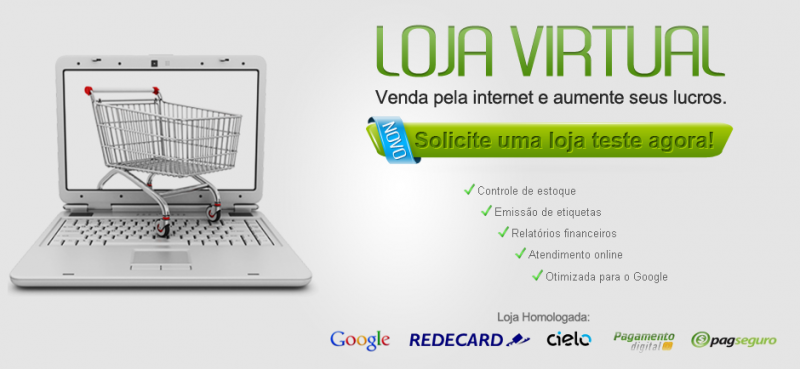 LOJA VIRTUAL
Venda pela internet e aumente seus lucros.
NOVO
Solicite uma loja teste agora!
Controle de estoque
Emissão de etiquetas
Relatórios financeiros
Atendimento online
Otimizada para o Google
Loja Homologada:
Google REDECARD cielo Pagamento digital pagseguro